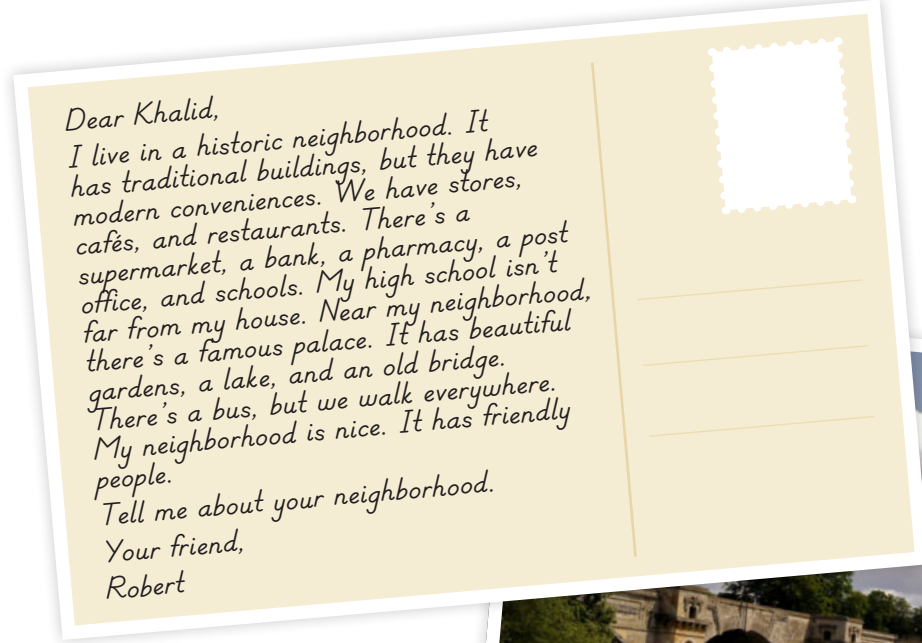 Dear Khalid,
I live in a historic neighborhood. It
has traditional buildings, but they have
modern conveniences. We have stores,
cafés, and restaurants. There's a
supermarket, a bank, a pharmacy, a post
office, and schools. My high school isn't
far from my house. Near my neighborhood,
there's a famous palace. It has beautiful
gardens, a lake, and an old bridge.
There's a bus, but we walk everywhere.
My neighborhood is nice. It has friendly
people.
Tell me about your neighborhood.
Your friend,
Robert